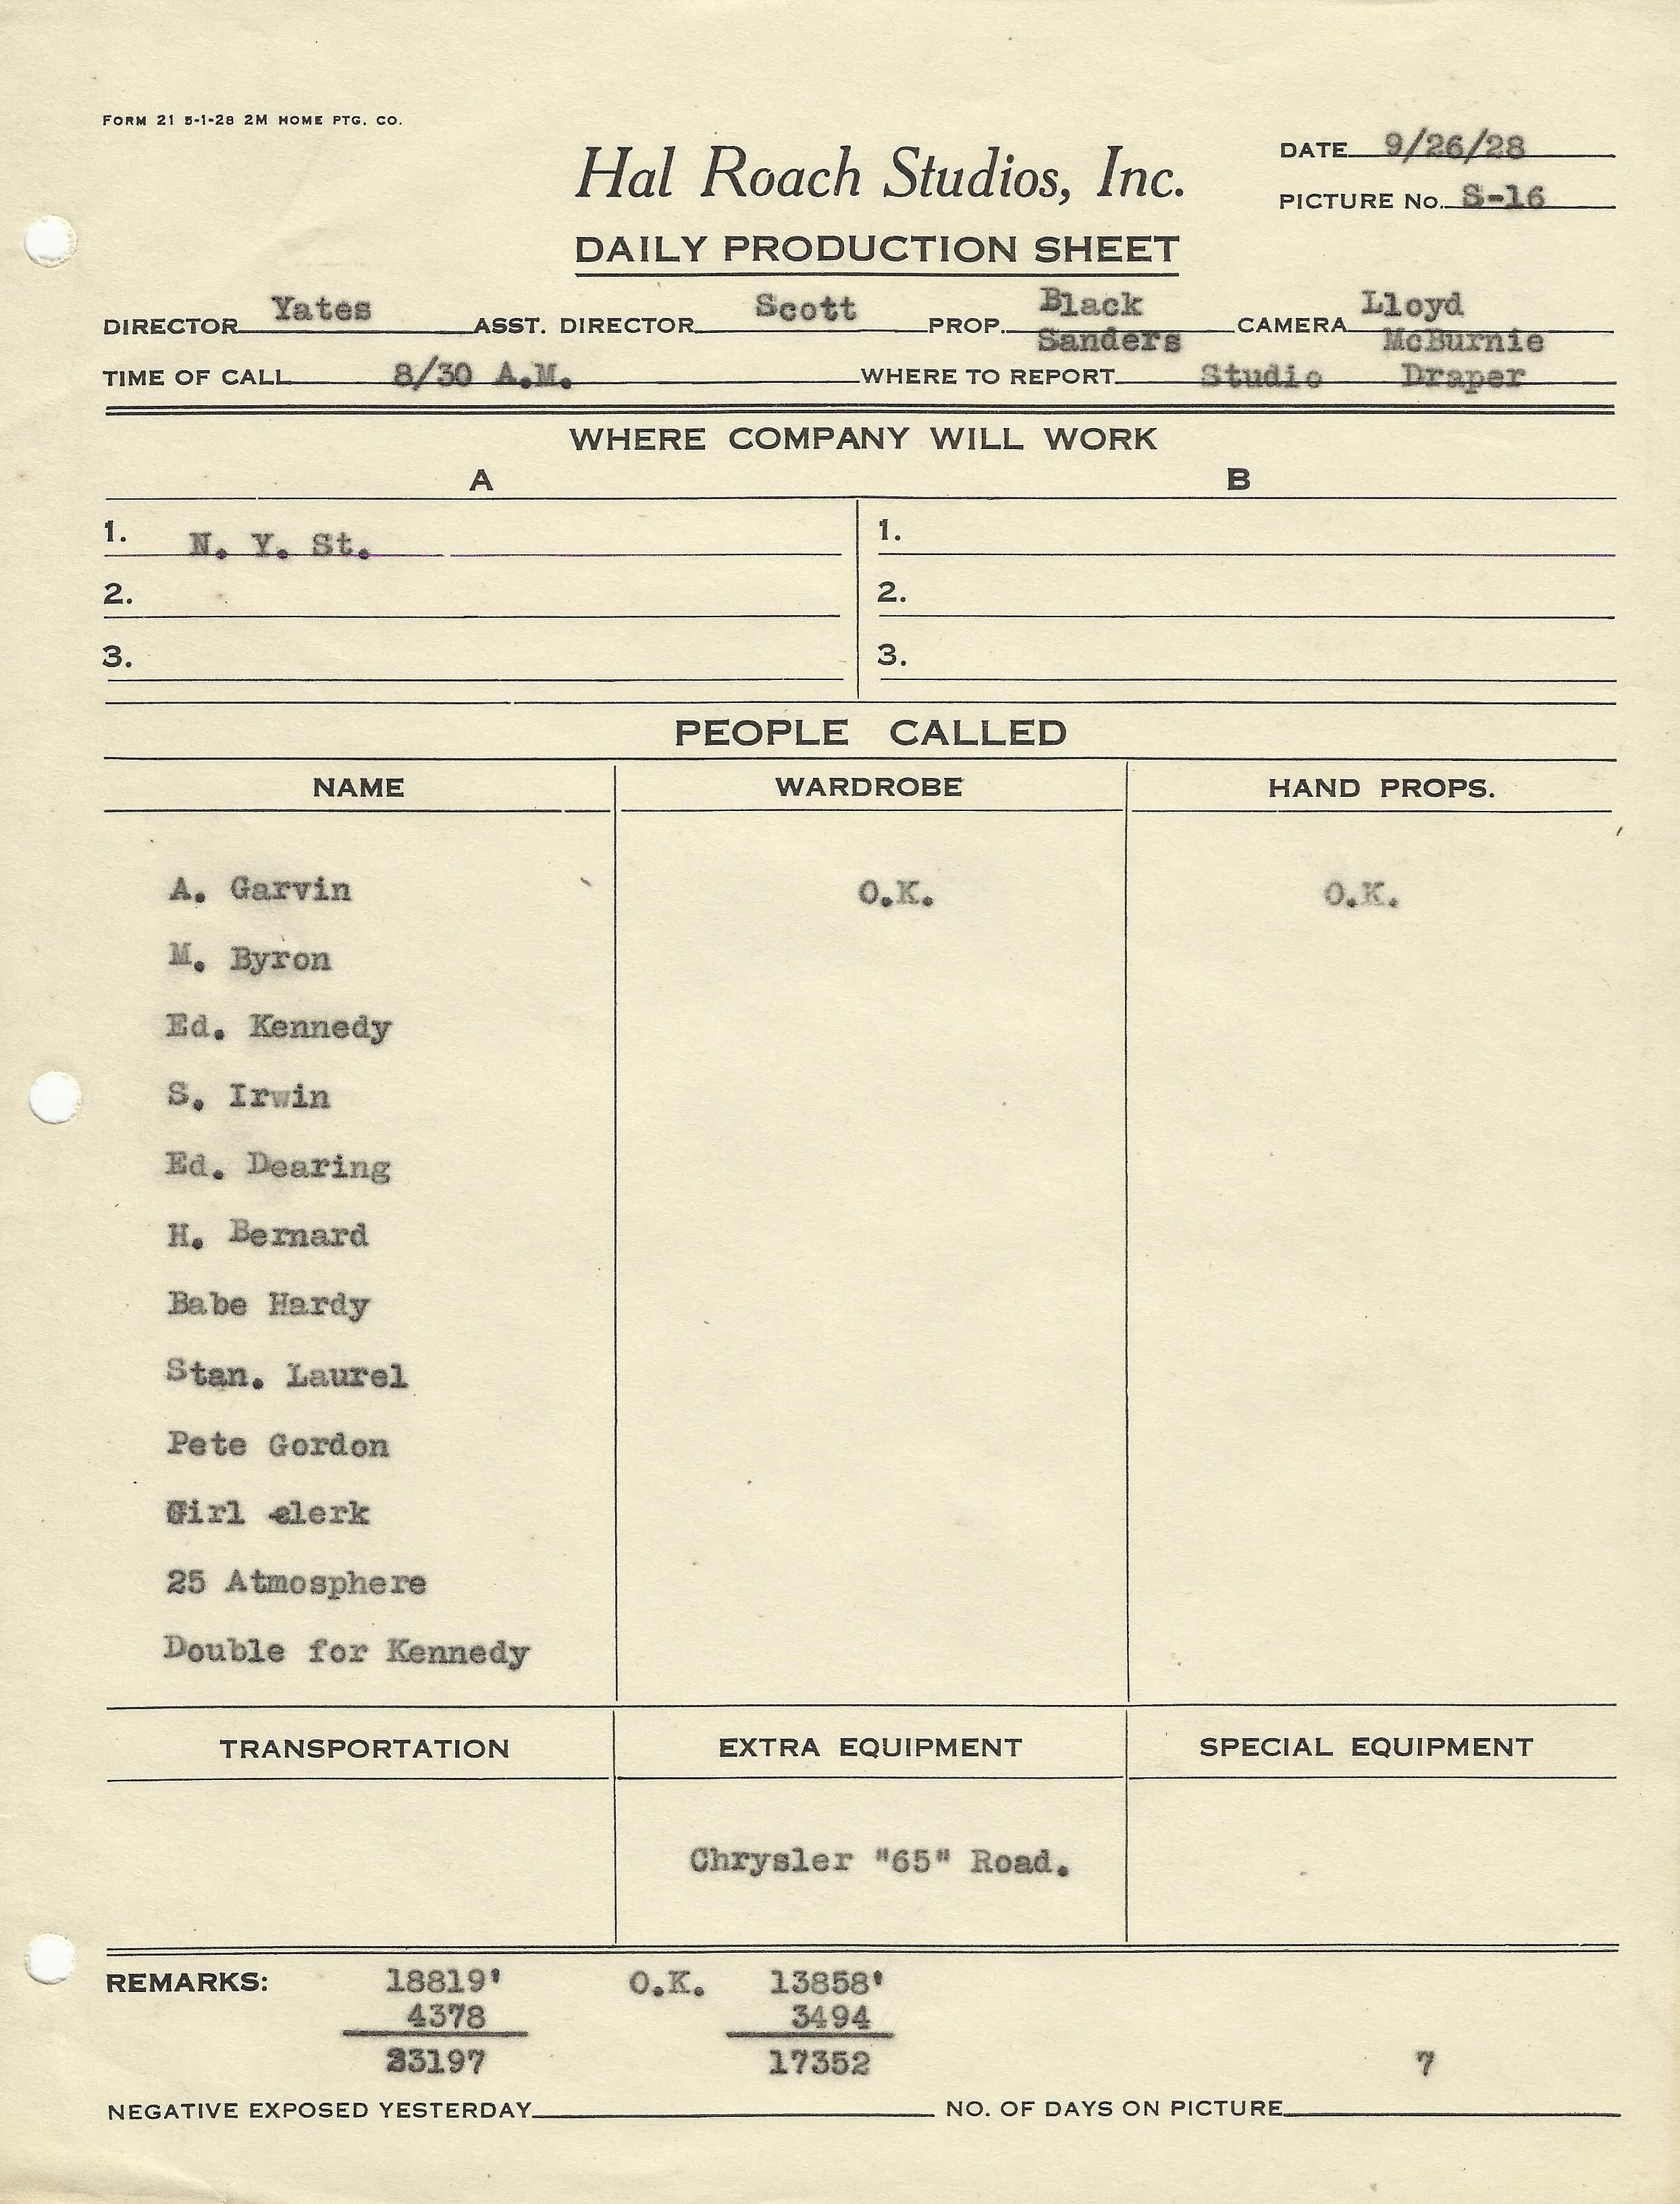 FORM 21 5-1-28 2M HOME PTG. CO.
Hal Roach Studios, Inc.
DATE 9/26/28
PICTURE No. S-16
DAILY PRODUCTION SHEET
DIRECTOR Yates ASST. DIRECTOR Scott PROP. Black CAMERA Lloyd
Sanders McBurnie
TIME OF CALL 8/30 A.M. WHERE TO REPORT Studio Draper
WHERE COMPANY WILL WORK
A B
1. N. Y. St. 1.
2. 2.
3. 3.
PEOPLE CALLED
NAME WARDROBE HAND PROPS.
A. Garvin O.K. O.K.
M. Byron
Ed. Kennedy
S. Irwin
Ed. Dearing
H. Bernard
Babe Hardy
Stan. Laurel
Pete Gordon
Girl clerk
25 Atmosphere
Double for Kennedy
TRANSPORTATION EXTRA EQUIPMENT SPECIAL EQUIPMENT
Chrysler "65" Road.
REMARKS: 18819' O.K. 13858'
4378 3494
23197 17352 7
NEGATIVE EXPOSED YESTERDAY NO. OF DAYS ON PICTURE